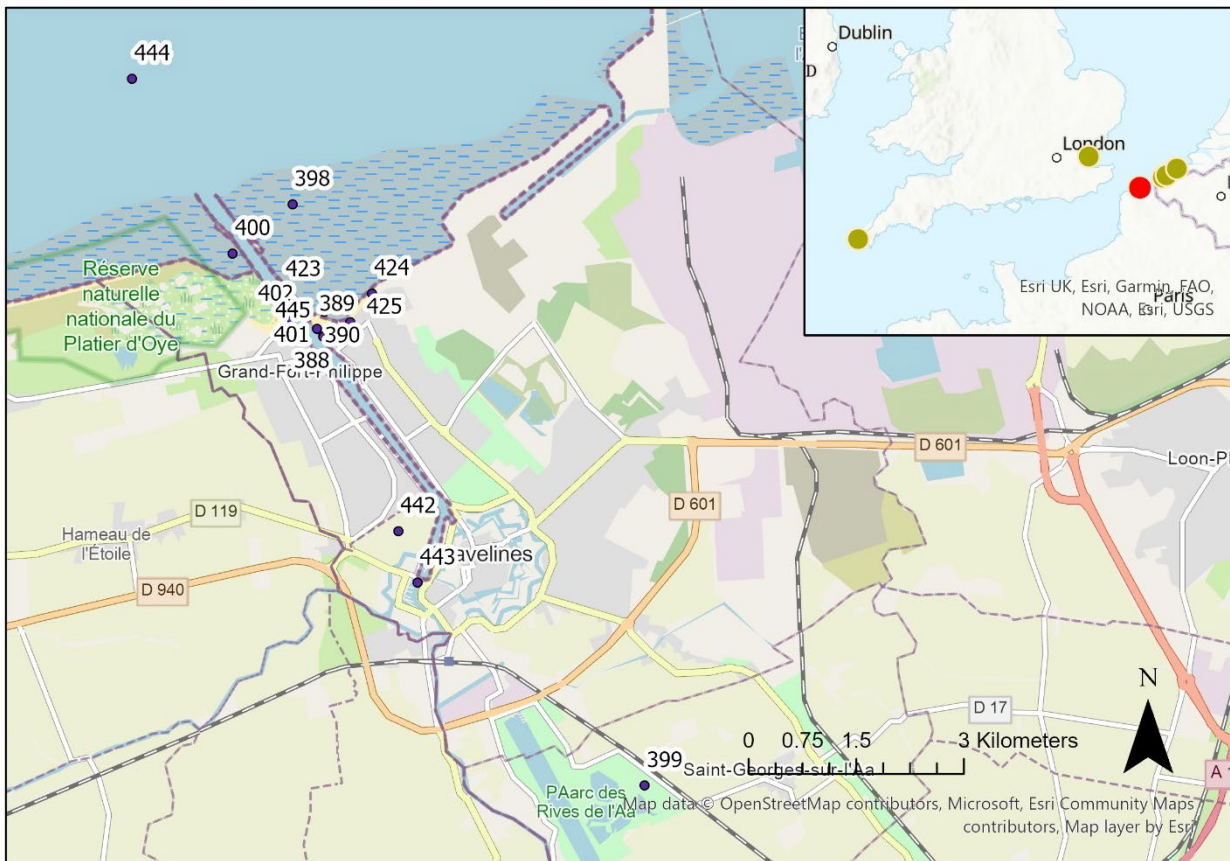 444
Dublin
D
London
Paris
Esri UK, Esri, Garmin, FAO,
NOAA, Esri, USGS
398
400
423
424
402
389
425
445
401
390
388
Réserve
naturelle
nationale du
Platier d'Oye
Grand-Fort-Philippe
D 601
Loon-Pl
D 119
442
D 601
Hameau de
l'Étoile
443
avelines
D 940
N
D 17
0 0.75 1.5 3 Kilometers
399
Saint-Georges-sur-l'Aa
PAarc des
Rives de l'Aa
A 1
Map data © OpenStreetMap contributors, Microsoft, Esri Community Maps
contributors, Map layer by Esri